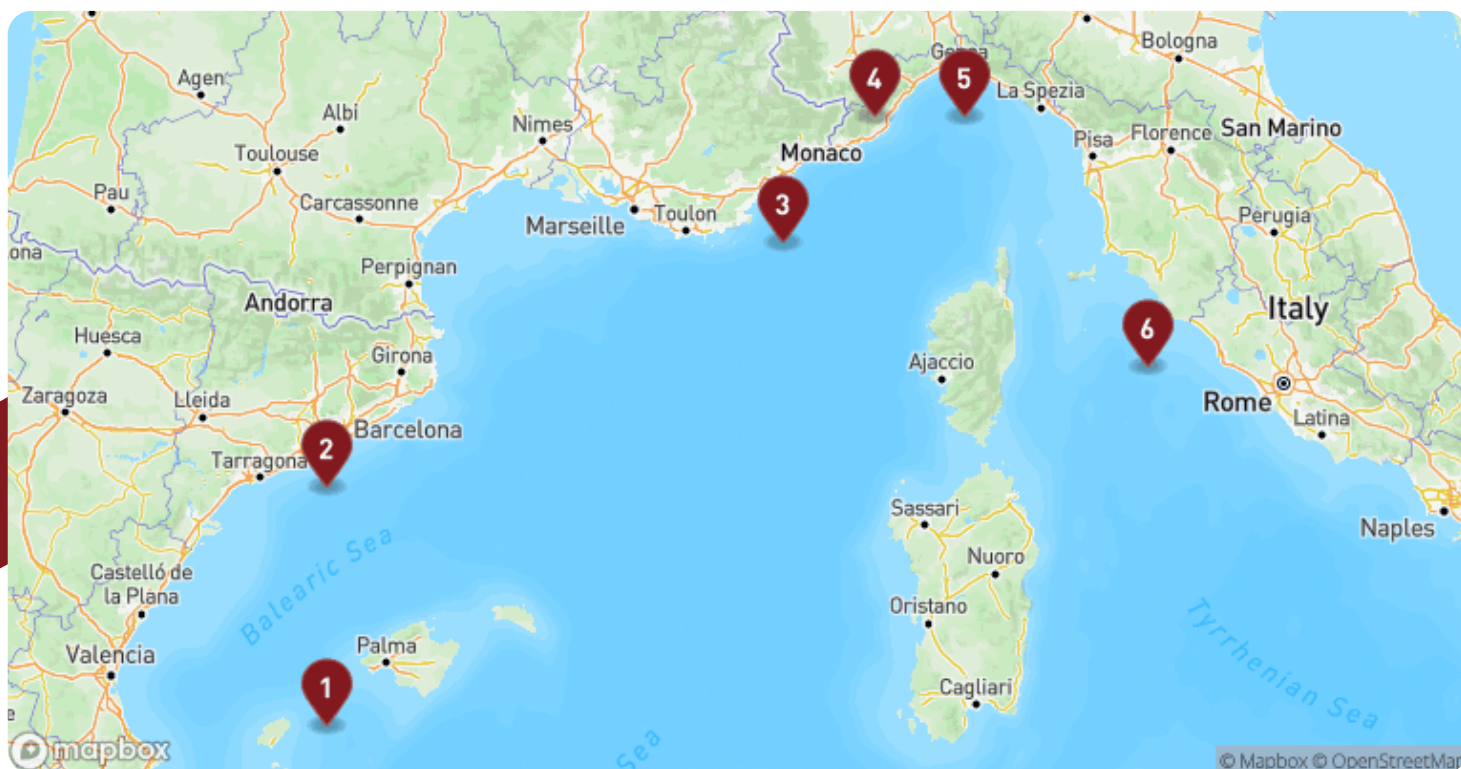 Agen
Albi
Toulouse
Nimes
Pau
Carcassonne
Marseille
Toulon
Monaco
4
5
La Spezia
Bologna
Pisa
Florence
San Marino
Perugia
3
ona
Perpignan
Andorra
Huesca
Girona
Zaragoza
Lleida
Barcelona
Tarragona
2
Ajaccio
6
Italy
Rome
Latina
Naples
Sassari
Nuoro
Oristano
Cagliari
Balearic Sea
Castelló de
la Plana
Valencia
Palma
1
Tyrrhenian Sea
Sea
e
mapbox
© Mapbox © OpenStreetMap